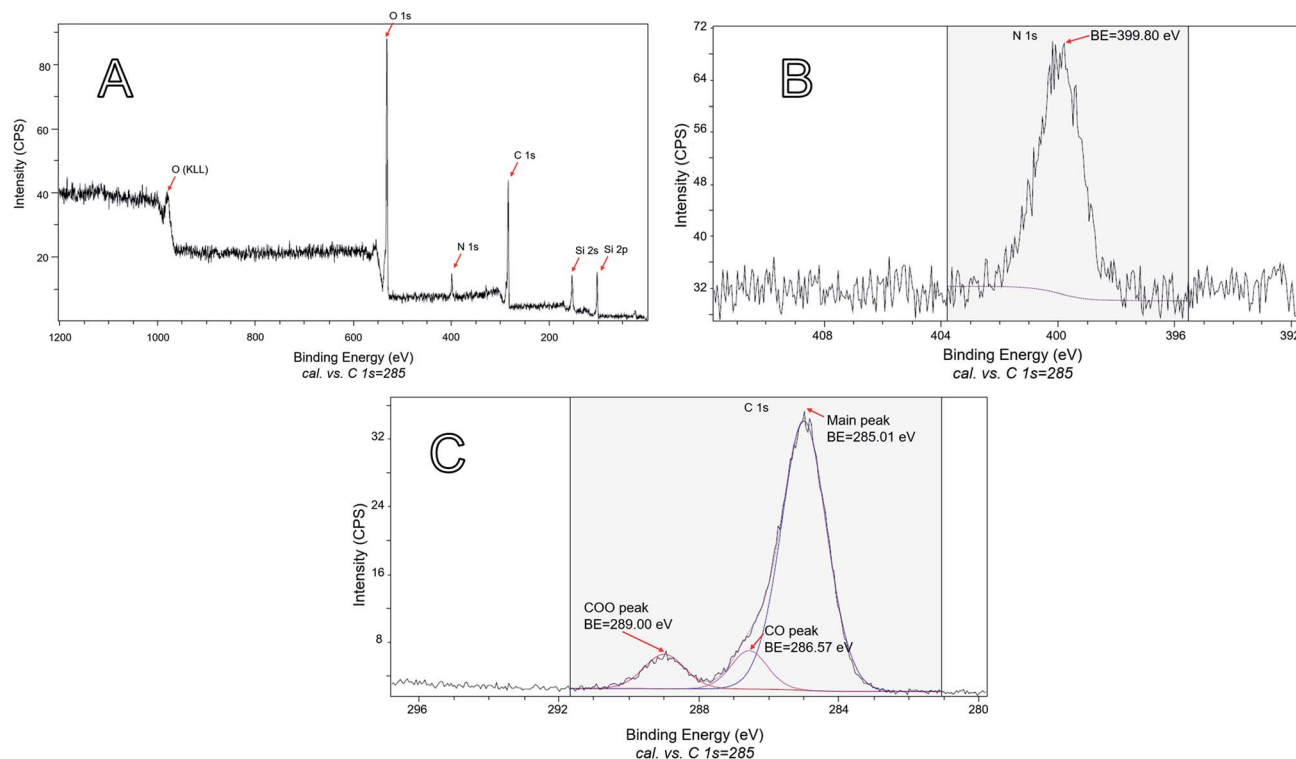 A
O 1s
O (KLL)
N 1s
C 1s
Si 2s
Si 2p
80
60
40
20
Intensity (CPS)
1200
1000
800
600
400
200
Binding Energy (eV)
cal. vs. C 1s=285
B
N 1s
BE=399.80 eV
72
64
56
48
40
32
Intensity (CPS)
408
404
400
396
392
Binding Energy (eV)
cal. vs. C 1s=285
C
C 1s
Main peak
BE=285.01 eV
COO peak
BE=289.00 eV
CO peak
BE=286.57 eV
32
24
16
8
Intensity (CPS)
296
292
288
284
280
Binding Energy (eV)
cal. vs. C 1s=285